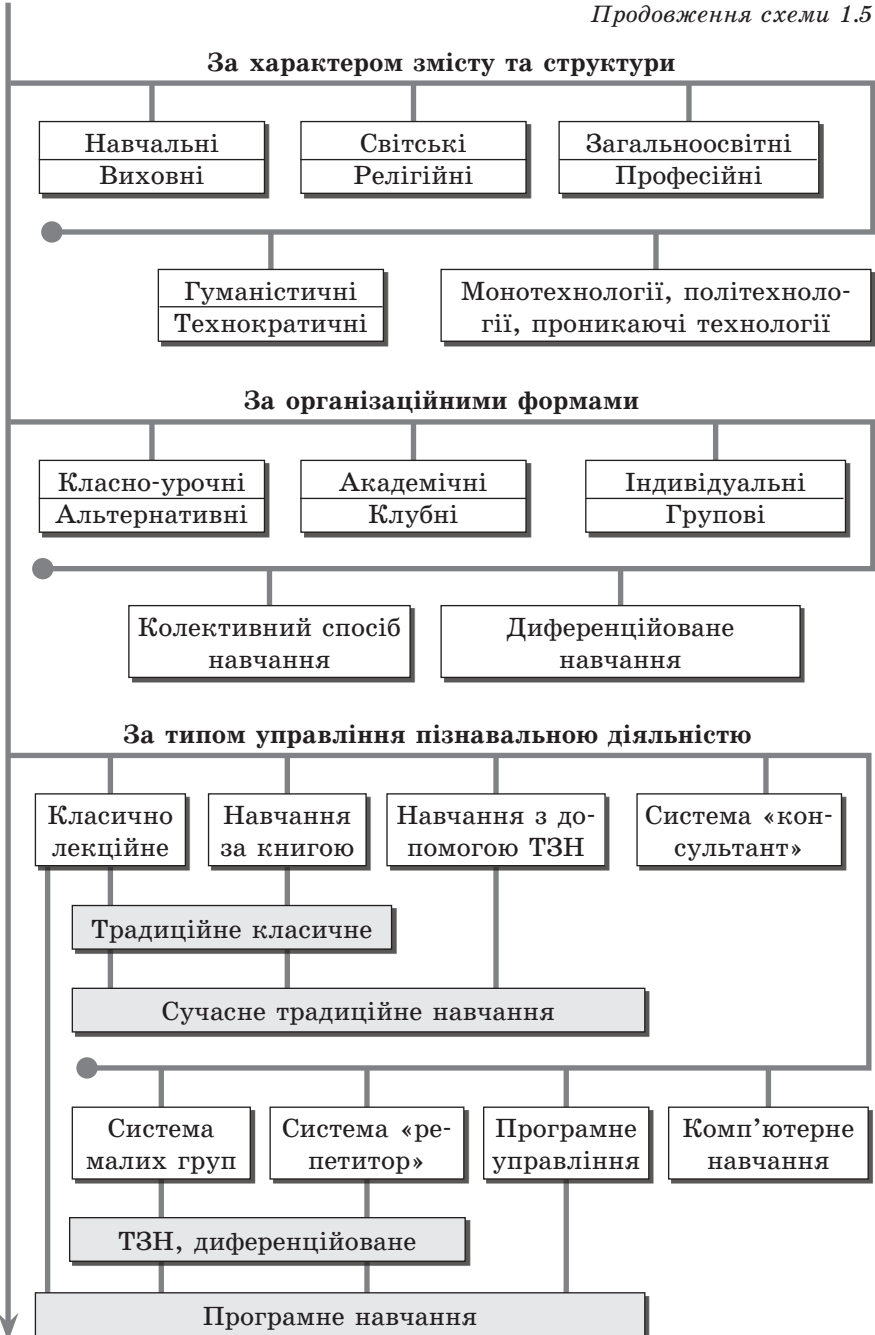 Продовження схеми 1.5
За характером змісту та структури
Навчальні
Виховні
Світські
Релігійні
Загальноосвітні
Професійні
Гуманістичні
Технократичні
Монотехнології, політехноло-
гії, проникаючі технології
За організаційними формами
Класно-урочні
Альтернативні
Академічні
Клубні
Індивідуальні
Групові
Колективний спосіб
навчання
Диференційоване
навчання
За типом управління пізнавальною діяльністю
Класично
лекційне
Навчання
за книгою
Навчання з до-
помогою ТЗН
Система «кон-
сультант»
Традиційне класичне
Сучасне традиційне навчання
Система
малих груп
Система «ре-
петитор»
Програмне
управління
Комп’ютерне
навчання
ТЗН, диференційоване
Програмне навчання